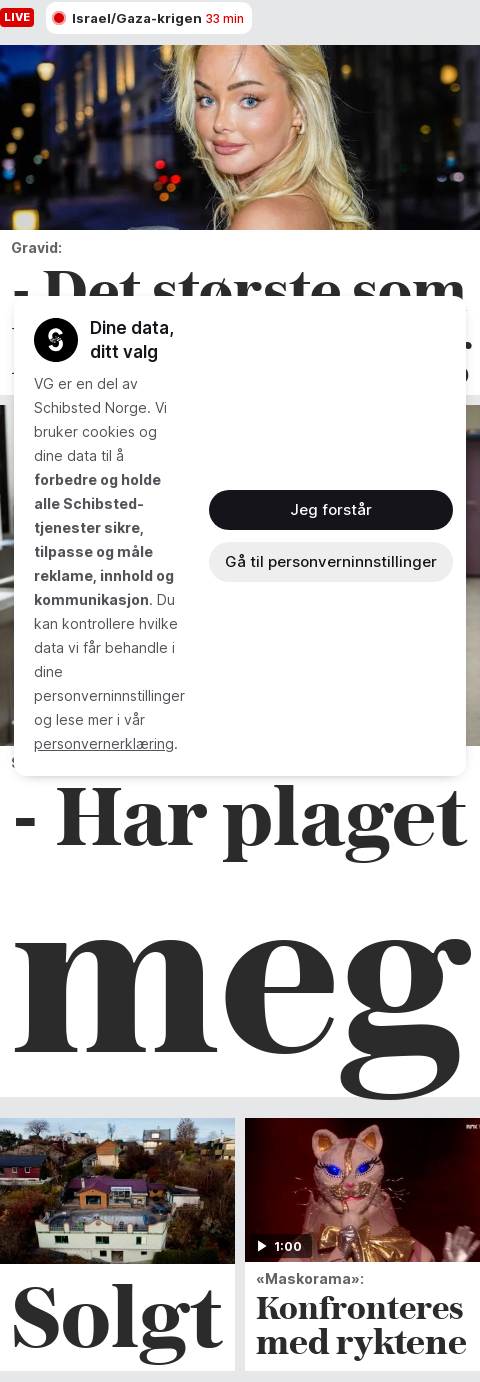 LIVE
Israel/Gaza-krigen 33 min
Gravid:
- Det største som
Dine data,
ditt valg
VG er en del av
Schibsted Norge. Vi
bruker cookies og
dine data til å
forbedre og holde
alle Schibsted-
tjenester sikre,
tilpasse og måle
reklame, innhold og
kommunikasjon. Du
kan kontrollere hvilke
data vi får behandle i
dine
personverninnstillinger
og lese mer i vår
personvernerklæring.
Jeg forstår
Gå til personverninnstillinger
- Har plaget
meg
Solgt
1:00
«Maskorama»:
Konfronteres
med ryktene